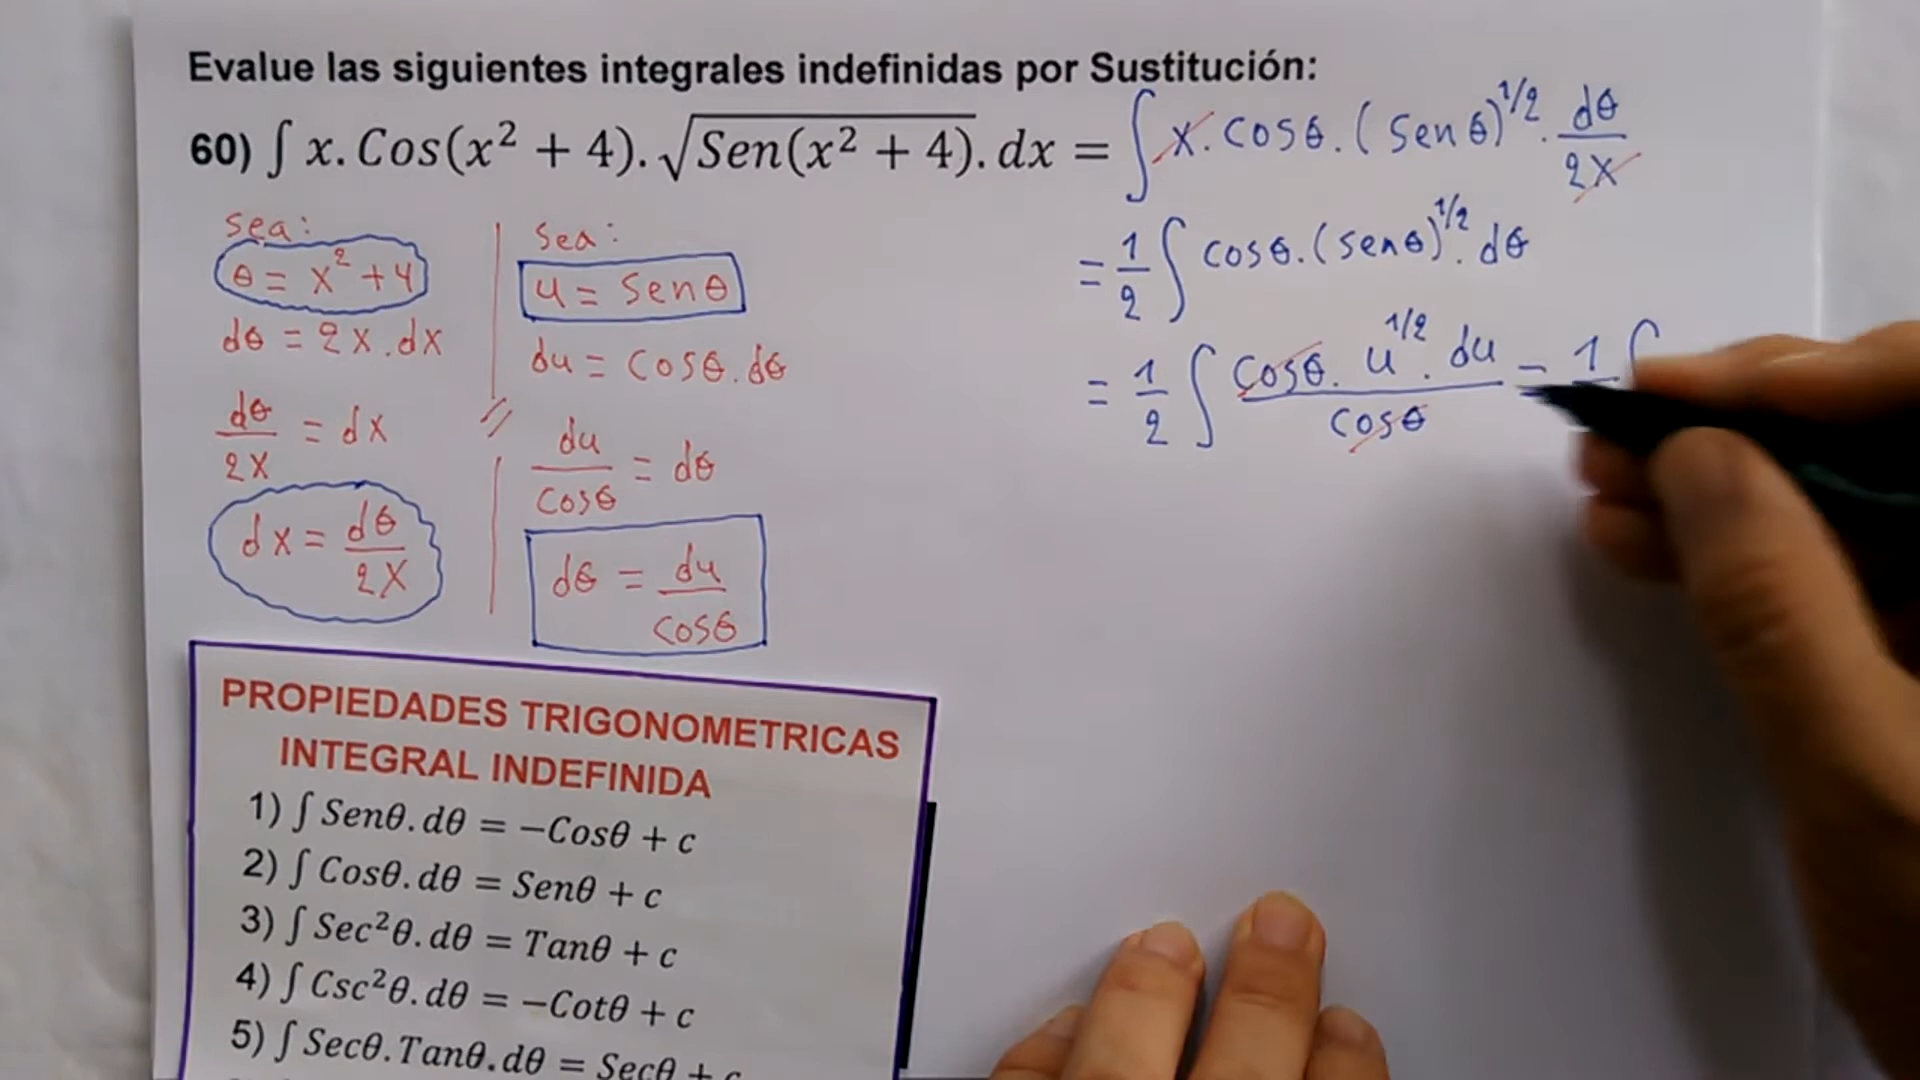 Evalue las siguientes integrales indefinidas por Sustitución:
60) ∫ x. Cos(x² + 4). √Sen(x² + 4). dx = ∫ x. cosθ. (senθ)^1/2 . dθ/2x
= 1/2 ∫ cosθ. (senθ)^1/2 . dθ
= 1/2 ∫ cosθ. u^1/2 . du / cosθ = 1 ∫
sea:
θ = x² + 4
dθ = 2x.dx
dθ/2x = dx
dx = dθ/2x
sea:
u = senθ
du = cosθ.dθ
du/cosθ = dθ
dθ = du/cosθ
PROPIEDADES TRIGONOMETRICAS
INTEGRAL INDEFINIDA
1) ∫ Senθ. dθ = −Cosθ + c
2) ∫ Cosθ. dθ = Senθ + c
3) ∫ Sec²θ. dθ = Tanθ + c
4) ∫ Csc²θ. dθ = −Cotθ + c
5) ∫ Secθ. Tanθ. dθ = Secθ + c